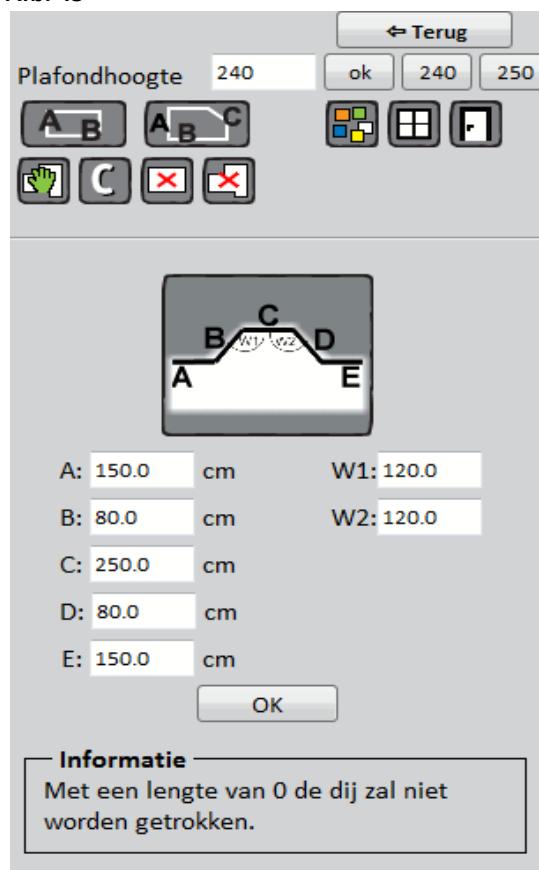 ⇦ Terug
Plafondhoogte 240 ok 240 250
A B A B C
C
C
B W1 W2 D
A E
A: 150.0 cm W1: 120.0
B: 80.0 cm W2: 120.0
C: 250.0 cm
D: 80.0 cm
E: 150.0 cm
OK
Informatie
Met een lengte van 0 de dij zal niet
worden getrokken.